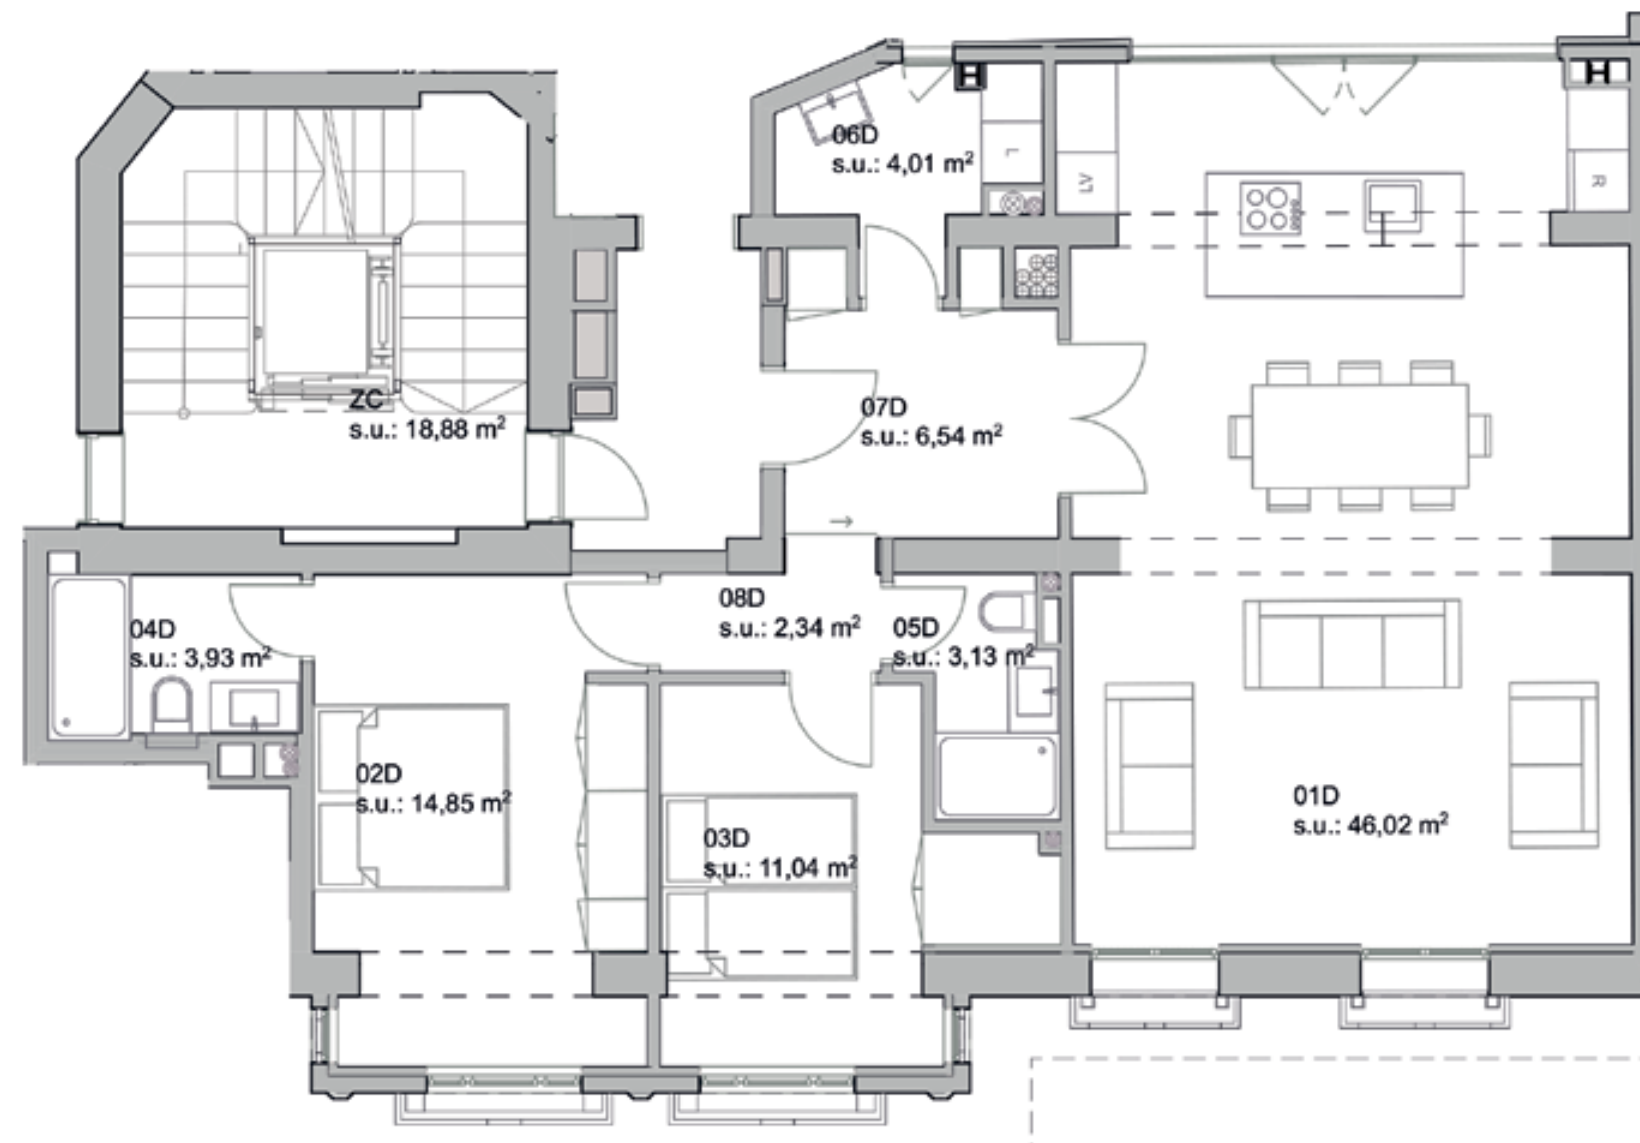 06D
s.u.: 4,01 m²
L
LV
R
ZC
s.u.: 18,88 m²
07D
s.u.: 6,54 m²
08D
s.u.: 2,34 m²
04D
s.u.: 3,93 m²
05D
s.u.: 3,13 m²
02D
s.u.: 14,85 m²
03D
s.u.: 11,04 m²
01D
s.u.: 46,02 m²